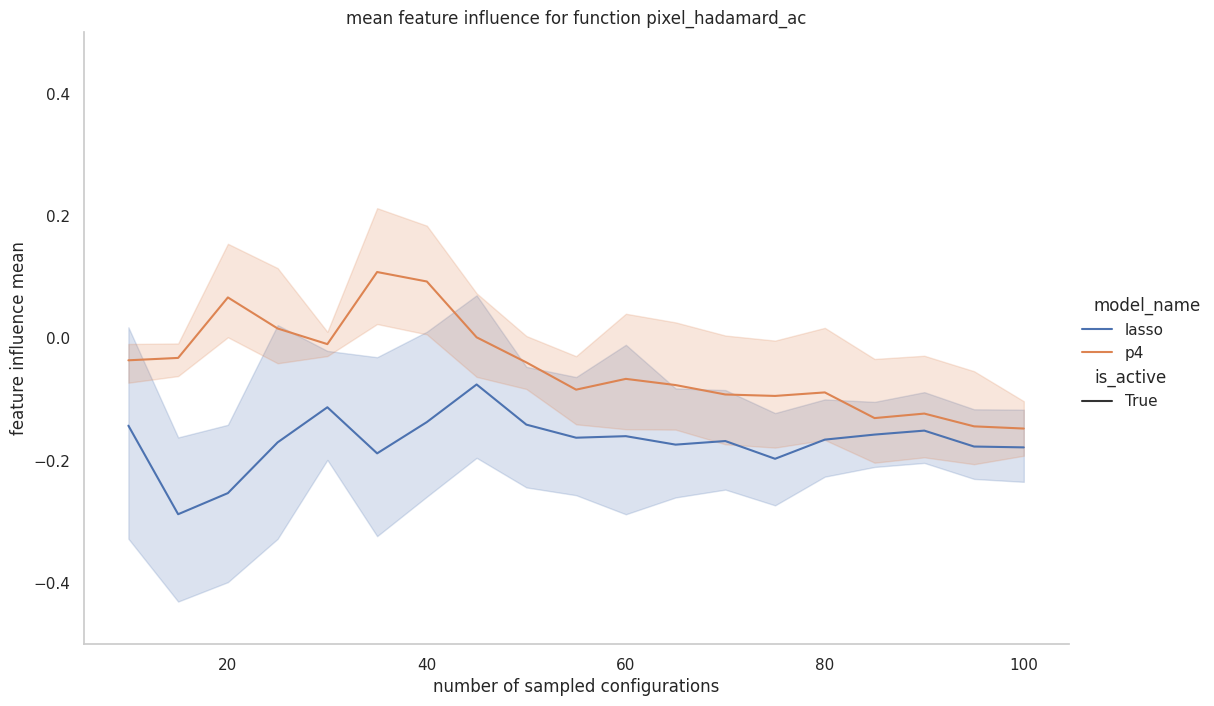 mean feature influence for function pixel_hadamard_ac
feature influence mean
0.4
0.2
0.0
−0.2
−0.4
20
40
60
80
100
number of sampled configurations
model_name
lasso
p4
is_active
True